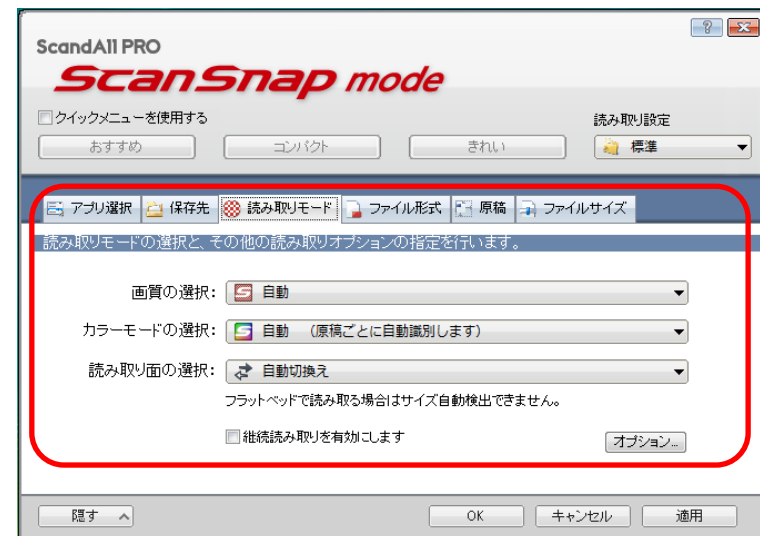 ScandAll PRO
ScanSnap mode
クイックメニューを使用する
読み取り設定
おすすめ
コンパクト
きれい
標準
アプリ選択
保存先
読み取りモード
ファイル形式
原稿
ファイルサイズ
読み取りモードの選択と、その他の読み取りオプションの指定を行います。
画質の選択: 自動
カラーモードの選択: 自動 (原稿ごとに自動識別します)
読み取り面の選択: 自動切換え
フラットベッドで読み取る場合はサイズ自動検出できません。
継続読み取りを有効にします
オプション...
隠す
OK
キャンセル
適用